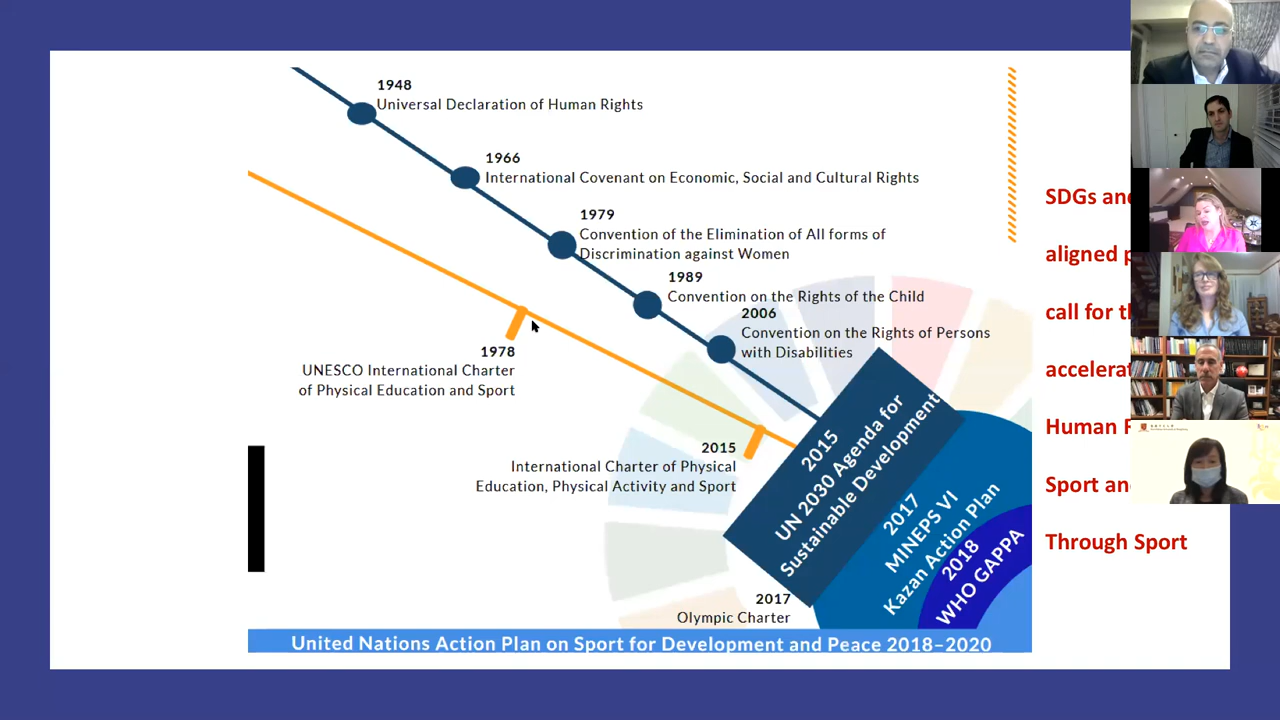 1948
Universal Declaration of Human Rights
1966
International Covenant on Economic, Social and Cultural Rights
1979
Convention of the Elimination of All forms of
Discrimination against Women
1989
Convention on the Rights of the Child
2006
Convention on the Rights of Persons
with Disabilities
1978
UNESCO International Charter
of Physical Education and Sport
2015
International Charter of Physical
Education, Physical Activity and Sport
2015
UN 2030 Agenda for
Sustainable Development
2017
MINEPS VI
Kazan Action Plan
2018
WHO GAPPA
2017
Olympic Charter
United Nations Action Plan on Sport for Development and Peace 2018–2020
SDGs and
aligned
call for
Human
Sport
Through Sport